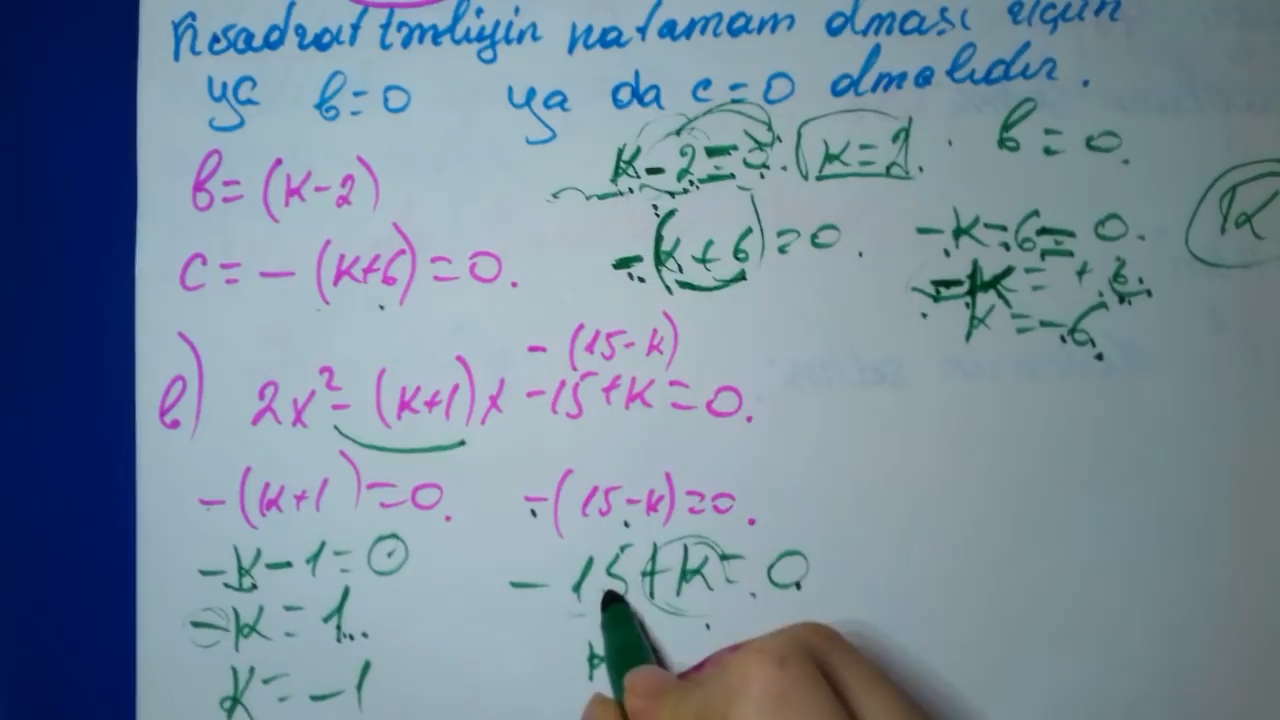 Kvadrat tənliyin natamam olması üçün
ya b=0 ya da c=0 olmalıdır.
b=(k-2) k-2=0. k=2. b=0.
c=-(k+6)=0. -(k+6)=0. -k-6=0.
-k=+6.
k=-6.
-(15-k)
b) 2x²-(k+1)x-15+k=0.
-(k+1)=0. -(15-k)=0.
-k-1=0 -15+k=0
-k=1.
k=-1